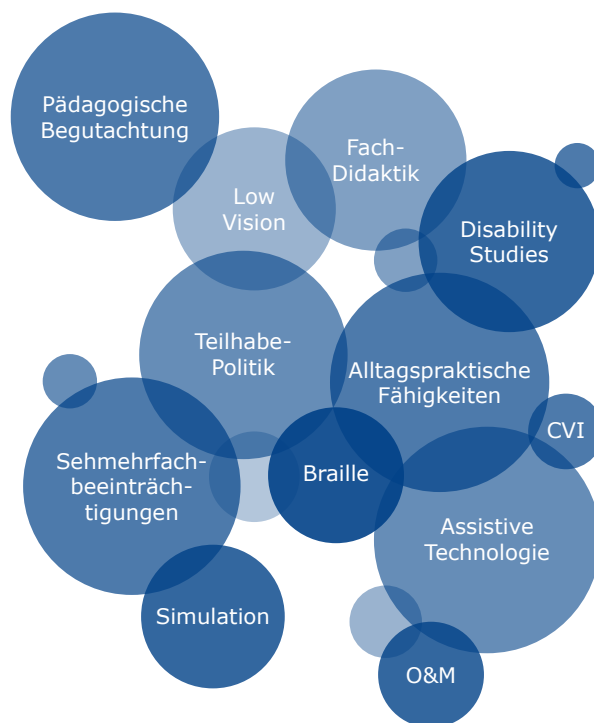 Pädagogische
Begutachtung
Fach-
Didaktik
Low
Vision
Disability
Studies
Teilhabe-
Politik
Alltagspraktische
Fähigkeiten
CVI
Sehmehrfach-
beeinträch-
tigungen
Braille
Assistive
Technologie
Simulation
O&M